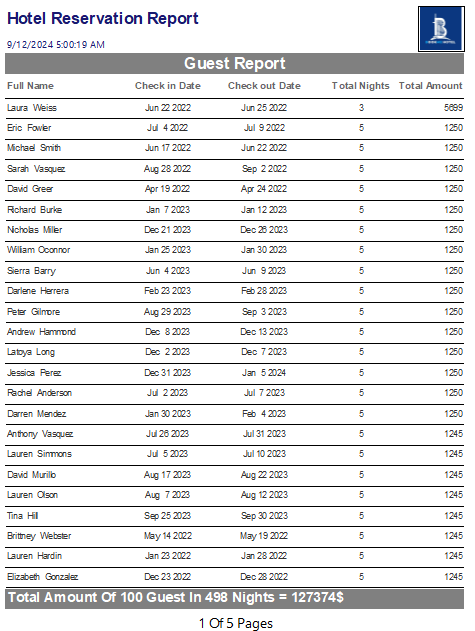 Hotel Reservation Report
9/12/2024 5:00:19 AM
Guest Report
Full Name Check in Date Check out Date Total Nights Total Amount
Laura Weiss Jun 22 2022 Jun 25 2022 3 5699
Eric Fowler Jul 4 2022 Jul 9 2022 5 1250
Michael Smith Jun 17 2022 Jun 22 2022 5 1250
Sarah Vasquez Aug 28 2022 Sep 2 2022 5 1250
David Greer Apr 19 2022 Apr 24 2022 5 1250
Richard Burke Jan 7 2023 Jan 12 2023 5 1250
Nicholas Miller Dec 21 2023 Dec 26 2023 5 1250
William Oconnor Jan 25 2023 Jan 30 2023 5 1250
Sierra Barry Jun 4 2023 Jun 9 2023 5 1250
Darlene Herrera Feb 23 2023 Feb 28 2023 5 1250
Peter Gilmore Aug 29 2023 Sep 3 2023 5 1250
Andrew Hammond Dec 8 2023 Dec 13 2023 5 1250
Latoya Long Dec 2 2023 Dec 7 2023 5 1250
Jessica Perez Dec 31 2023 Jan 5 2024 5 1250
Rachel Anderson Jul 2 2023 Jul 7 2023 5 1250
Darren Mendez Jan 30 2023 Feb 4 2023 5 1250
Anthony Vasquez Jul 26 2023 Jul 31 2023 5 1245
Lauren Simmons Jul 5 2023 Jul 10 2023 5 1245
David Murillo Aug 17 2023 Aug 22 2023 5 1245
Lauren Olson Aug 7 2023 Aug 12 2023 5 1245
Tina Hill Sep 25 2023 Sep 30 2023 5 1245
Brittney Webster May 14 2022 May 19 2022 5 1245
Lauren Hardin Jan 23 2022 Jan 28 2022 5 1245
Elizabeth Gonzalez Dec 23 2022 Dec 28 2022 5 1245
Total Amount Of 100 Guest In 498 Nights = 127374$
1 Of 5 Pages